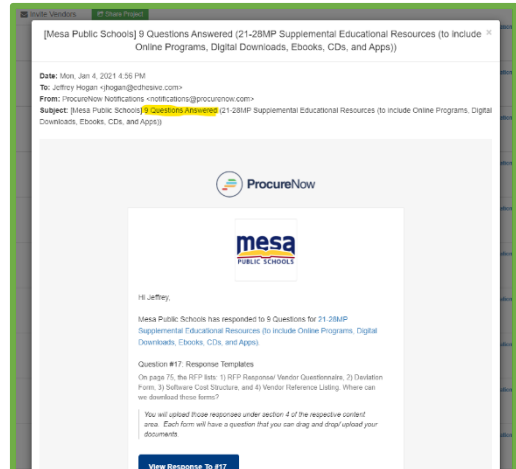 Invite Vendors
Share Project
[Mesa Public Schools] 9 Questions Answered (21-28MP Supplemental Educational Resources (to include
Online Programs, Digital Downloads, Ebooks, CDs, and Apps))
×
Date: Mon, Jan 4, 2021 4:56 PM
To: Jeffrey Hogan <jhogan@edhesive.com>
From: ProcureNow Notifications <notifications@procurenow.com>
Subject: [Mesa Public Schools] 9 Questions Answered (21-28MP Supplemental Educational Resources (to include Online Programs, Digital
Downloads, Ebooks, CDs, and Apps))
ProcureNow
mesa
PUBLIC SCHOOLS
Hi Jeffrey,
Mesa Public Schools has responded to 9 Questions for 21-28MP
Supplemental Educational Resources (to include Online Programs, Digital
Downloads, Ebooks, CDs, and Apps).
Question #17: Response Templates
On page 75, the RFP lists: 1) RFP Response/ Vendor Questionnaire, 2) Deviation
Form, 3) Software Cost Structure, and 4) Vendor Reference Listing. Where can
we download these forms?
You will upload those responses under section 4 of the respective content
area. Each form will have a question that you can drag and drop/ upload your
documents.
View Response To #17